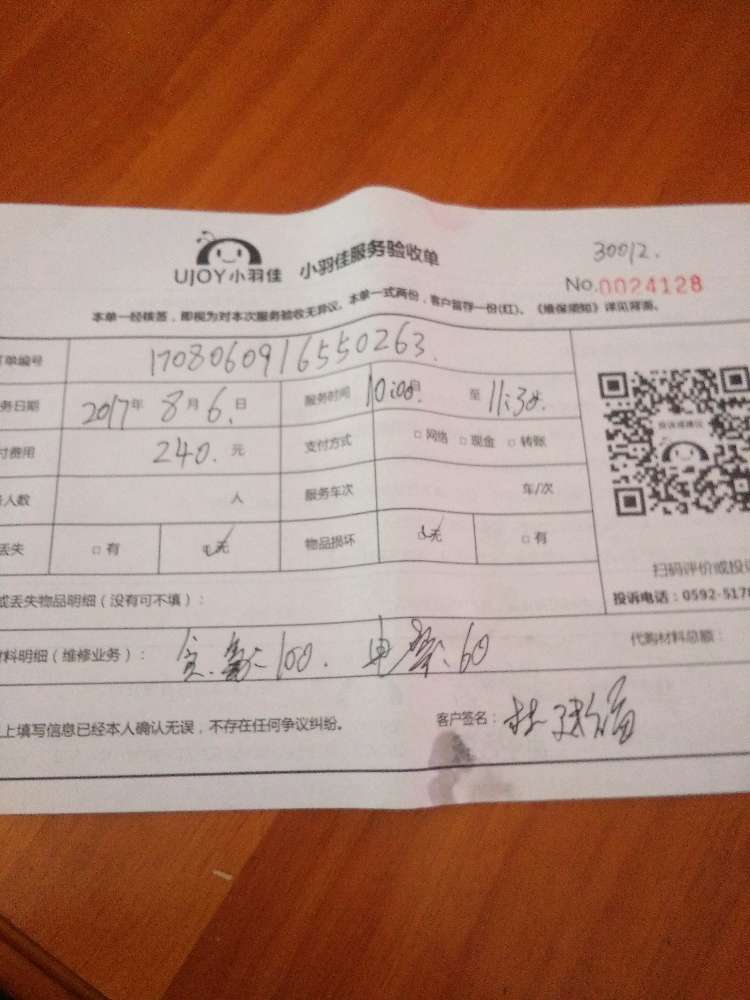 UJOY小羽佳 小羽佳服务验收单 30012.
No.0024128
本单一经核签，即视为对本次服务验收无异议。本单一式两份，客户留存一份(红)。《维保须知》详见背面。
单编号 170806091655 0263.
务日期 2017年 8月 6日 服务时间 10:00 至 11:30.
付费用 240. 元 支付方式 □ 网络 □ 现金 □ 转账
人数 人 服务车次 车/次
投诉或建议
丢失 □ 有 无 物品损坏 无 □ 有
扫码评价或投
或丢失物品明细（没有可不填）： 投诉电话：0592-517
料明细（维修业务）： 100. 60 代购材料总额：
上填写信息已经本人确认无误，不存在任何争议纠纷。 客户签名：